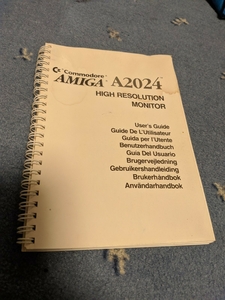 Commodore®
AMIGA A2024™
HIGH RESOLUTION
MONITOR
User's Guide
Guide De L'Utilisateur
Guida per l'Utente
Benutzerhandbuch
Guia Del Usuario
Brugervejledning
Gebruikershandleiding
Brukerhåndbok
Användarhandbok